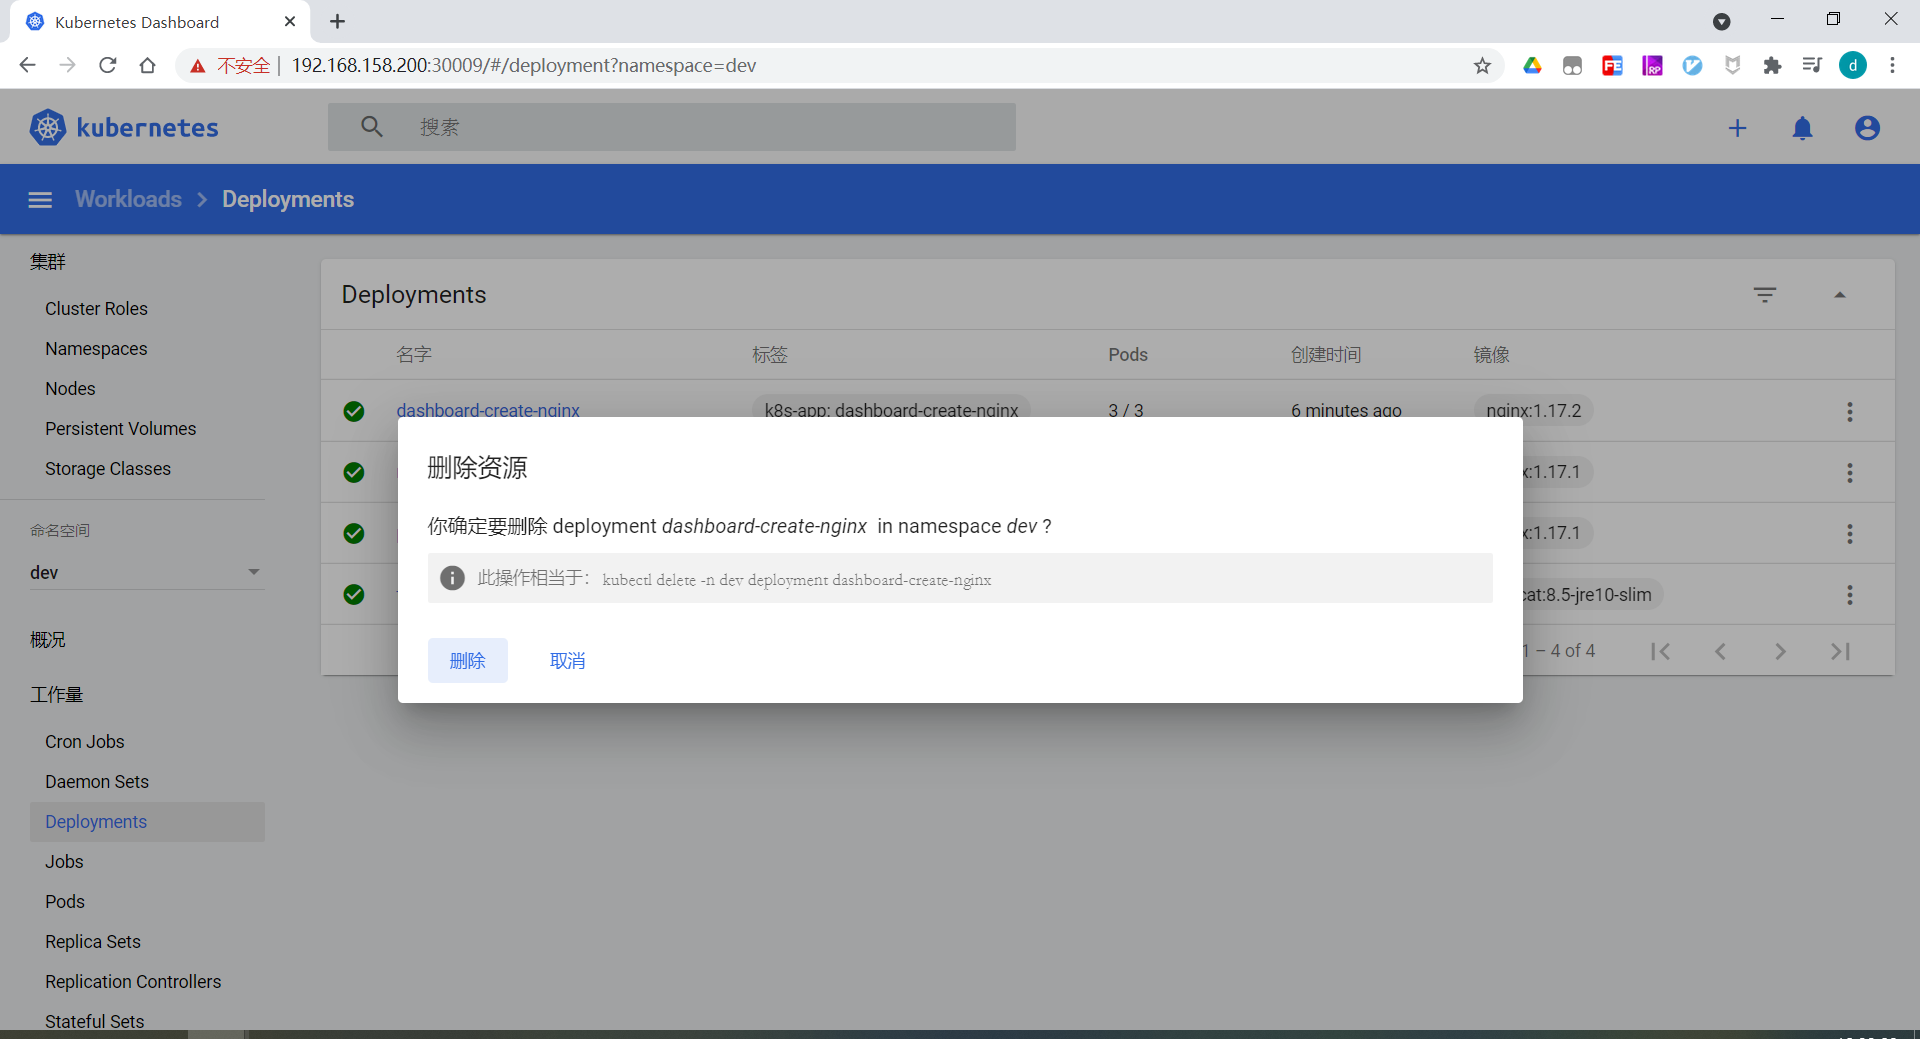 Kubernetes Dashboard
不安全 | 192.168.158.200:30009/#/deployment?namespace=dev
FE
RP
d
kubernetes
搜索
Workloads > Deployments
集群
Cluster Roles
Namespaces
Nodes
Persistent Volumes
Storage Classes
命名空间
dev
概况
工作量
Cron Jobs
Daemon Sets
Deployments
Jobs
Pods
Replica Sets
Replication Controllers
Stateful Sets
Deployments
名字 标签 Pods 创建时间 镜像
dashboard-create-nginx k8s-app: dashboard-create-nginx 3 / 3 6 minutes ago nginx:1.17.2
x:1.17.1
x:1.17.1
cat:8.5-jre10-slim
1 – 4 of 4
删除资源
你确定要删除 deployment dashboard-create-nginx in namespace dev ?
此操作相当于: kubectl delete -n dev deployment dashboard-create-nginx
删除 取消